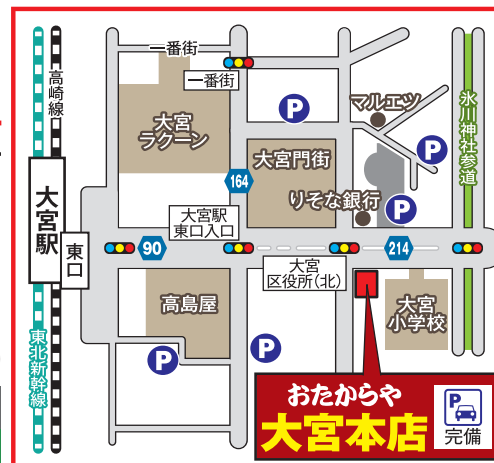 一番街
一番街
高崎線
大宮
ラクーン
P
マルエツ
氷川神社参道
大宮門街
P
164
りそな銀行
P
大宮駅
大宮駅
東口入口
東口
90
214
大宮
区役所(北)
高島屋
大宮
小学校
東北新幹線
P
P
おたからや
大宮本店
P
完備